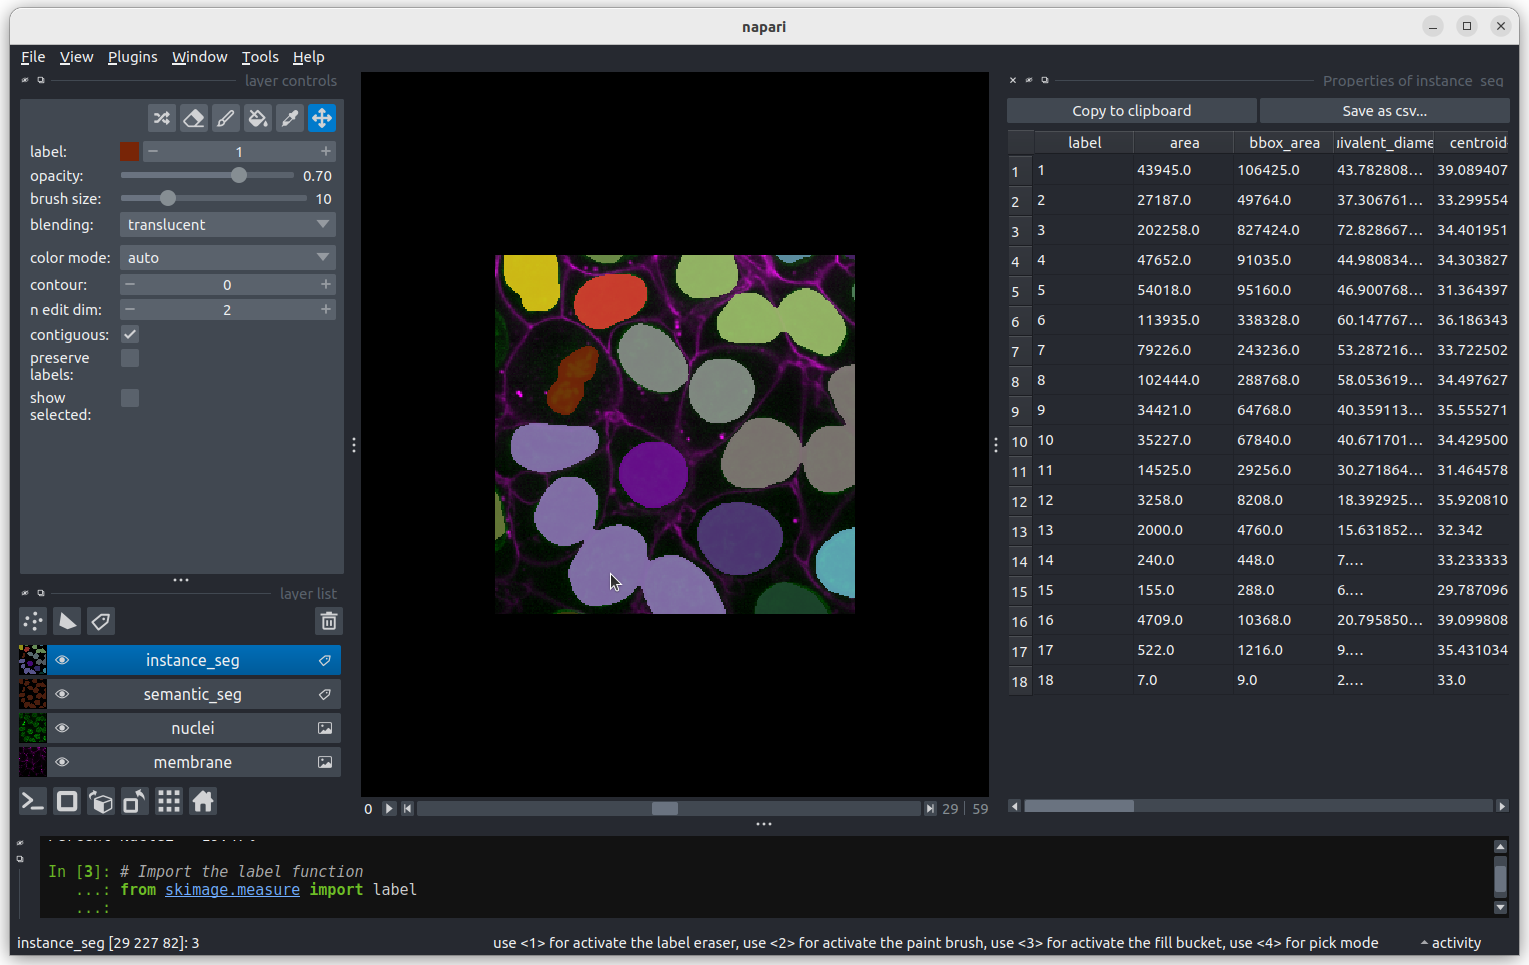 napari
File View Plugins Window Tools Help
layer controls
label: 1
opacity: 0.70
brush size: 10
blending: translucent
color mode: auto
contour: 0
n edit dim: 2
contiguous:
preserve labels:
show selected:
layer list
instance_seg
semantic_seg
nuclei
membrane
0 29 59
Properties of instance seg
Copy to clipboard Save as csv...
label area bbox_area uivalent_diame centroid
1 1 43945.0 106425.0 43.782808... 39.089407
2 2 27187.0 49764.0 37.306761... 33.299554
3 3 202258.0 827424.0 72.828667... 34.401951
4 4 47652.0 91035.0 44.980834... 34.303827
5 5 54018.0 95160.0 46.900768... 31.364397
6 6 113935.0 338328.0 60.147767... 36.186343
7 7 79226.0 243236.0 53.287216... 33.722502
8 8 102444.0 288768.0 58.053619... 34.497627
9 9 34421.0 64768.0 40.359113... 35.555271
10 10 35227.0 67840.0 40.671701... 34.429500
11 11 14525.0 29256.0 30.271864... 31.464578
12 12 3258.0 8208.0 18.392925... 35.920810
13 13 2000.0 4760.0 15.631852... 32.342
14 14 240.0 448.0 7.... 33.233333
15 15 155.0 288.0 6.... 29.787096
16 16 4709.0 10368.0 20.795850... 39.099808
17 17 522.0 1216.0 9.... 35.431034
18 18 7.0 9.0 2.... 33.0
In [3]: # Import the label function
...: from skimage.measure import label
...:
instance_seg [29 227 82]: 3
use <1> for activate the label eraser, use <2> for activate the paint brush, use <3> for activate the fill bucket, use <4> for pick mode
activity